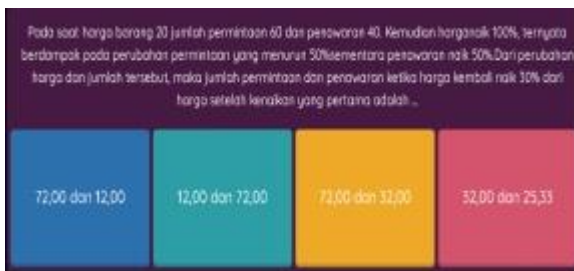 Pada saat harga barang 20 jumlah permintaan 60 dan penawaran 40. Kemudian harganaik 100%, ternyata
berdampak pada perubahan permintaan yang menurun 50%sementara penawaran naik 50%.Dari perubahan
harga dan jumlah tersebut, maka jumlah permintaan dan penawaran ketika harga kembali naik 30% dari
harga setelah kenaikan yang pertama adalah ...
72,00 dan 12,00
12,00 dan 72,00
72,00 dan 32,00
32,00 dan 25,33